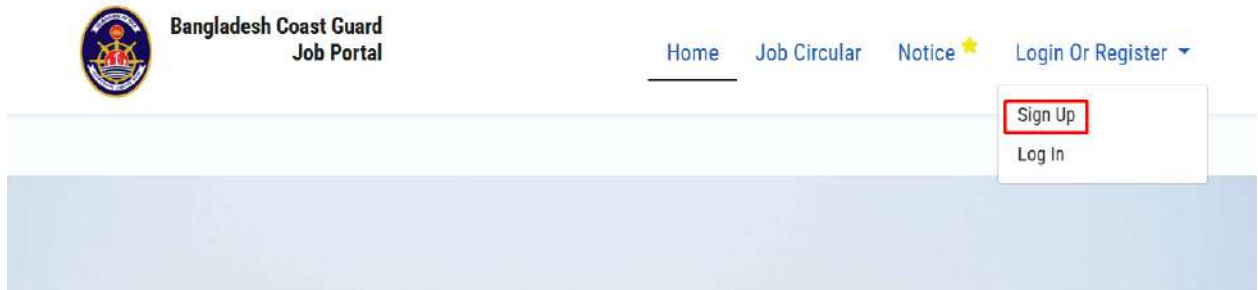 Bangladesh Coast Guard
Job Portal
Home Job Circular Notice Login Or Register
Sign Up
Log In